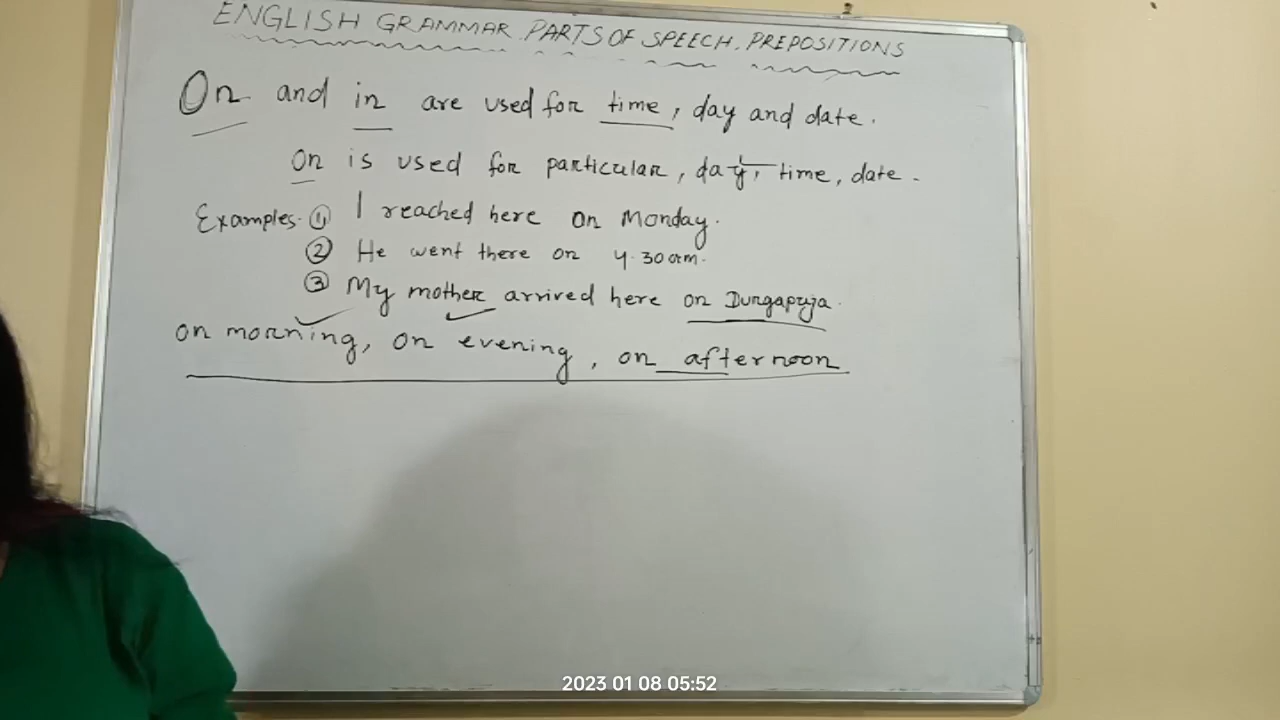 ENGLISH GRAMMAR. PARTS OF SPEECH. PREPOSITIONS
On and in are used for time, day and date.
On is used for particular, day, time, date.
Examples. ① I reached here on Monday.
② He went there on 4.30 am.
③ My mother arrived here on Durgapuja.
on morning, on evening, on afternoon
2023 01 08 05:52